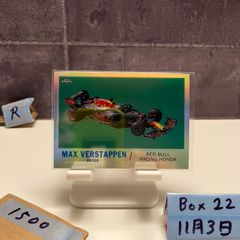 R
MAX VERSTAPPEN /
RED BULL
RACING HONDA
1500
Box 22
11月3日